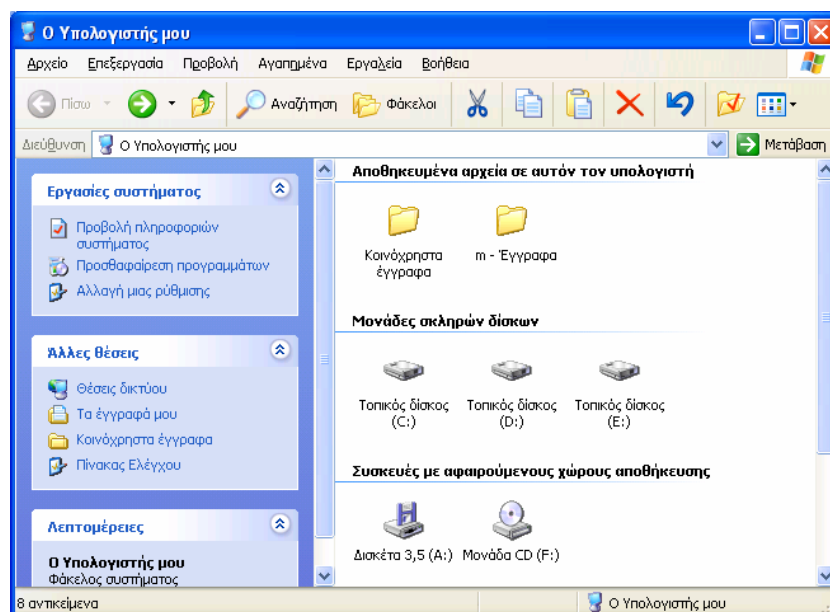 Ο Υπολογιστής μου
Αρχείο Επεξεργασία Προβολή Αγαπημένα Εργαλεία Βοήθεια
Πίσω Αναζήτηση Φάκελοι
Διεύθυνση Ο Υπολογιστής μου Μετάβαση
Εργασίες συστήματος
Προβολή πληροφοριών
συστήματος
Προσθαφαίρεση προγραμμάτων
Αλλαγή μιας ρύθμισης
Άλλες θέσεις
Θέσεις δικτύου
Τα έγγραφά μου
Κοινόχρηστα έγγραφα
Πίνακας Ελέγχου
Λεπτομέρειες
Ο Υπολογιστής μου
Φάκελος συστήματος
Αποθηκευμένα αρχεία σε αυτόν τον υπολογιστή
Κοινόχρηστα
έγγραφα
m - Έγγραφα
Μονάδες σκληρών δίσκων
Τοπικός δίσκος
(C:)
Τοπικός δίσκος
(D:)
Τοπικός δίσκος
(E:)
Συσκευές με αφαιρούμενους χώρους αποθήκευσης
Δισκέτα 3,5 (A:)
Μονάδα CD (F:)
8 αντικείμενα
Ο Υπολογιστής μου